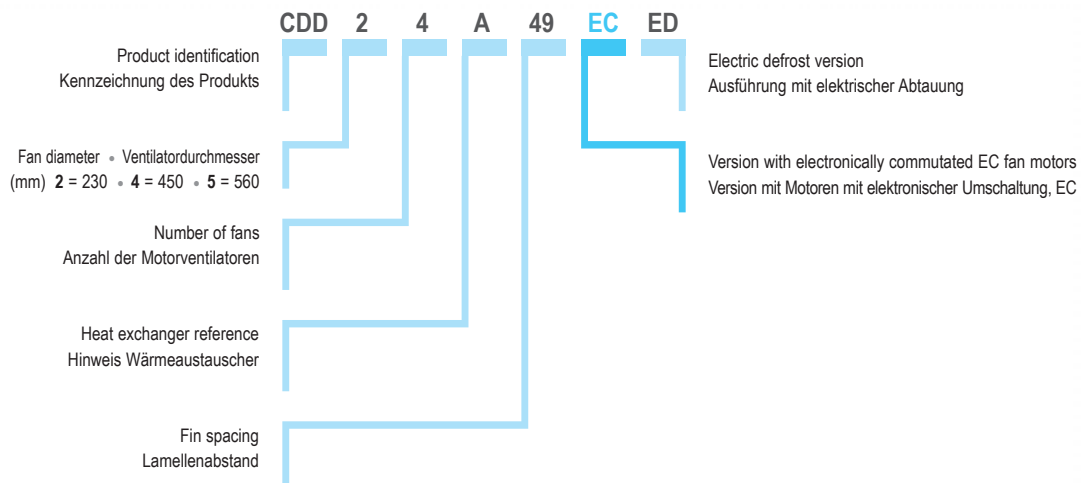 CDD 2 4 A 49 EC ED
Product identification
Kennzeichnung des Produkts
Electric defrost version
Ausführung mit elektrischer Abtauung
Fan diameter • Ventilatordurchmesser
(mm) 2 = 230 • 4 = 450 • 5 = 560
Version with electronically commutated EC fan motors
Version mit Motoren mit elektronischer Umschaltung, EC
Number of fans
Anzahl der Motorventilatoren
Heat exchanger reference
Hinweis Wärmeaustauscher
Fin spacing
Lamellenabstand